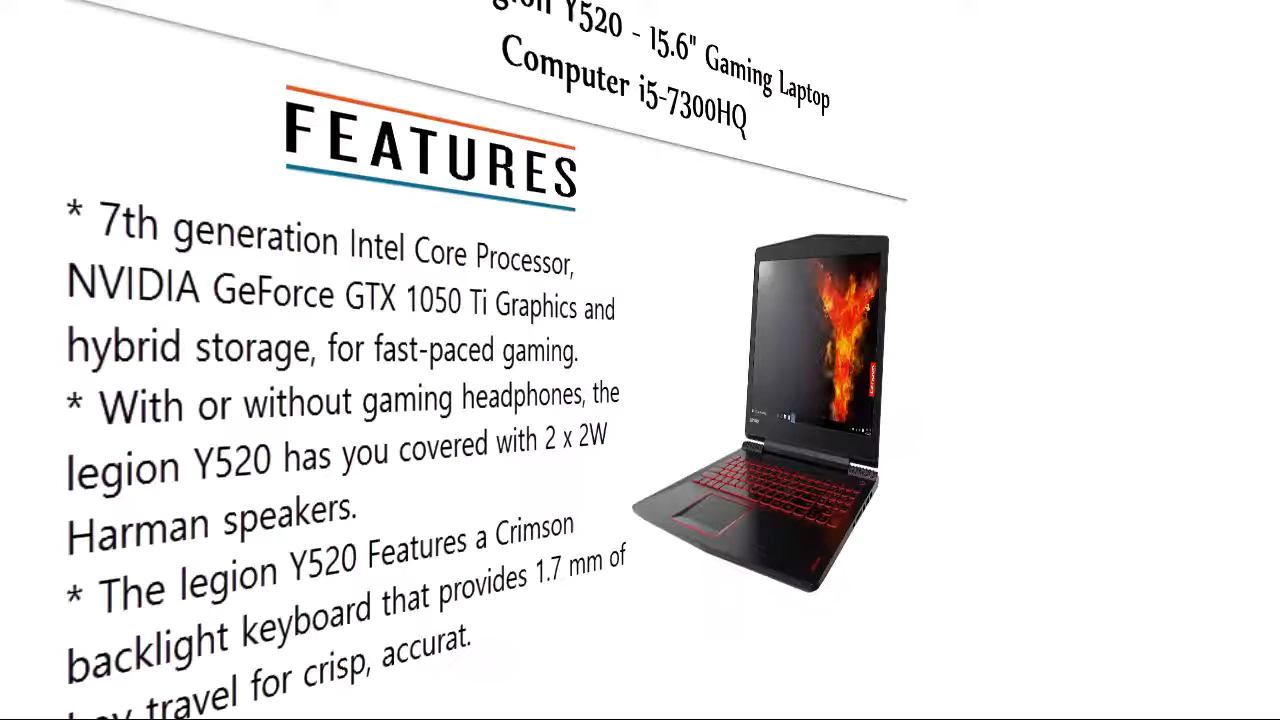 Y520 - 15.6" Gaming Laptop
Computer i5-7300HQ
FEATURES
* 7th generation Intel Core Processor,
NVIDIA GeForce GTX 1050 Ti Graphics and
hybrid storage, for fast-paced gaming.
* With or without gaming headphones, the
legion Y520 has you covered with 2 x 2W
Harman speakers.
* The legion Y520 Features a Crimson
backlight keyboard that provides 1.7 mm of
travel for crisp, accurat.
Lenovo